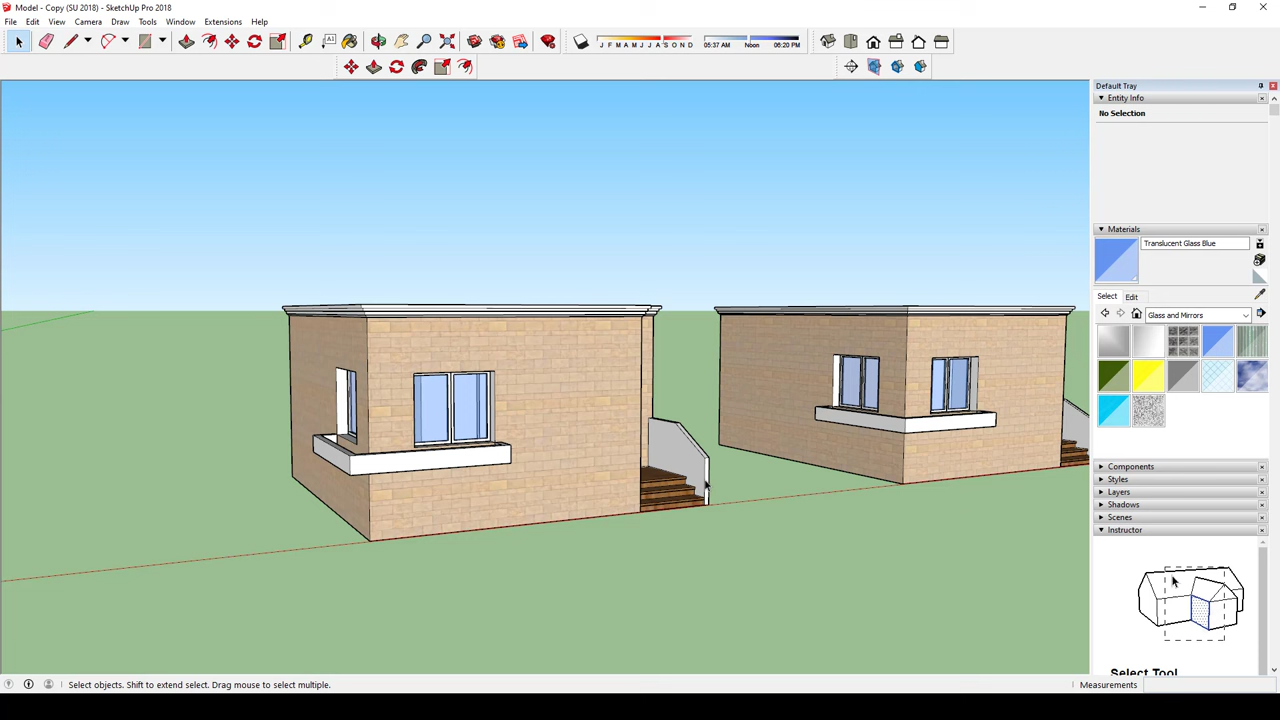 Model - Copy (SU 2018) - SketchUp Pro 2018
File Edit View Camera Draw Tools Window Extensions Help
J F M A M J J A S O N D 05:37 AM Noon 06:20 PM
Default Tray
Entity Info
No Selection
Materials
Translucent Glass Blue
Select Edit
Glass and Mirrors
Components
Styles
Layers
Shadows
Scenes
Instructor
Select Tool
Select objects. Shift to extend select. Drag mouse to select multiple.
Measurements